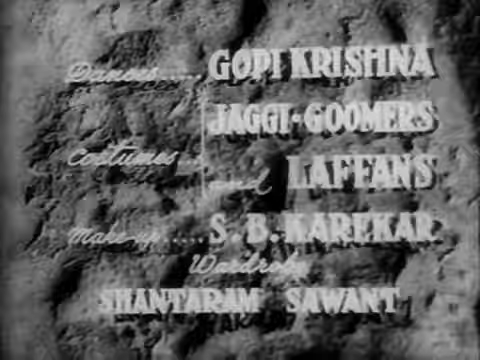 Dances..... GOPI KRISHNA
JAGGI·GOOMERS
costumes...
and LAFFANS
Make-up..... S. B. KAREKAR
Wardrobe
SHANTARAM SAWANT